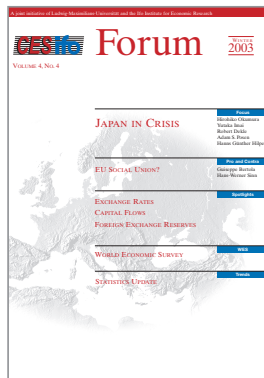 A joint initiative of Ludwig-Maximilians-Universität and the Ifo Institute for Economic Research
CESifo Forum
WINTER
2003
VOLUME 4, NO. 4
Focus
JAPAN IN CRISIS
Hiroshiko Okumura
Yutaka Imai
Robert Dekle
Adam S. Posen
Hanns Günther Hilpert
Pro and Contra
EU SOCIAL UNION?
Giuseppe Bertola
Hans-Werner Sinn
Spotlights
EXCHANGE RATES
CAPITAL FLOWS
FOREIGN EXCHANGE RESERVES
WES
WORLD ECONOMIC SURVEY
Trends
STATISTICS UPDATE